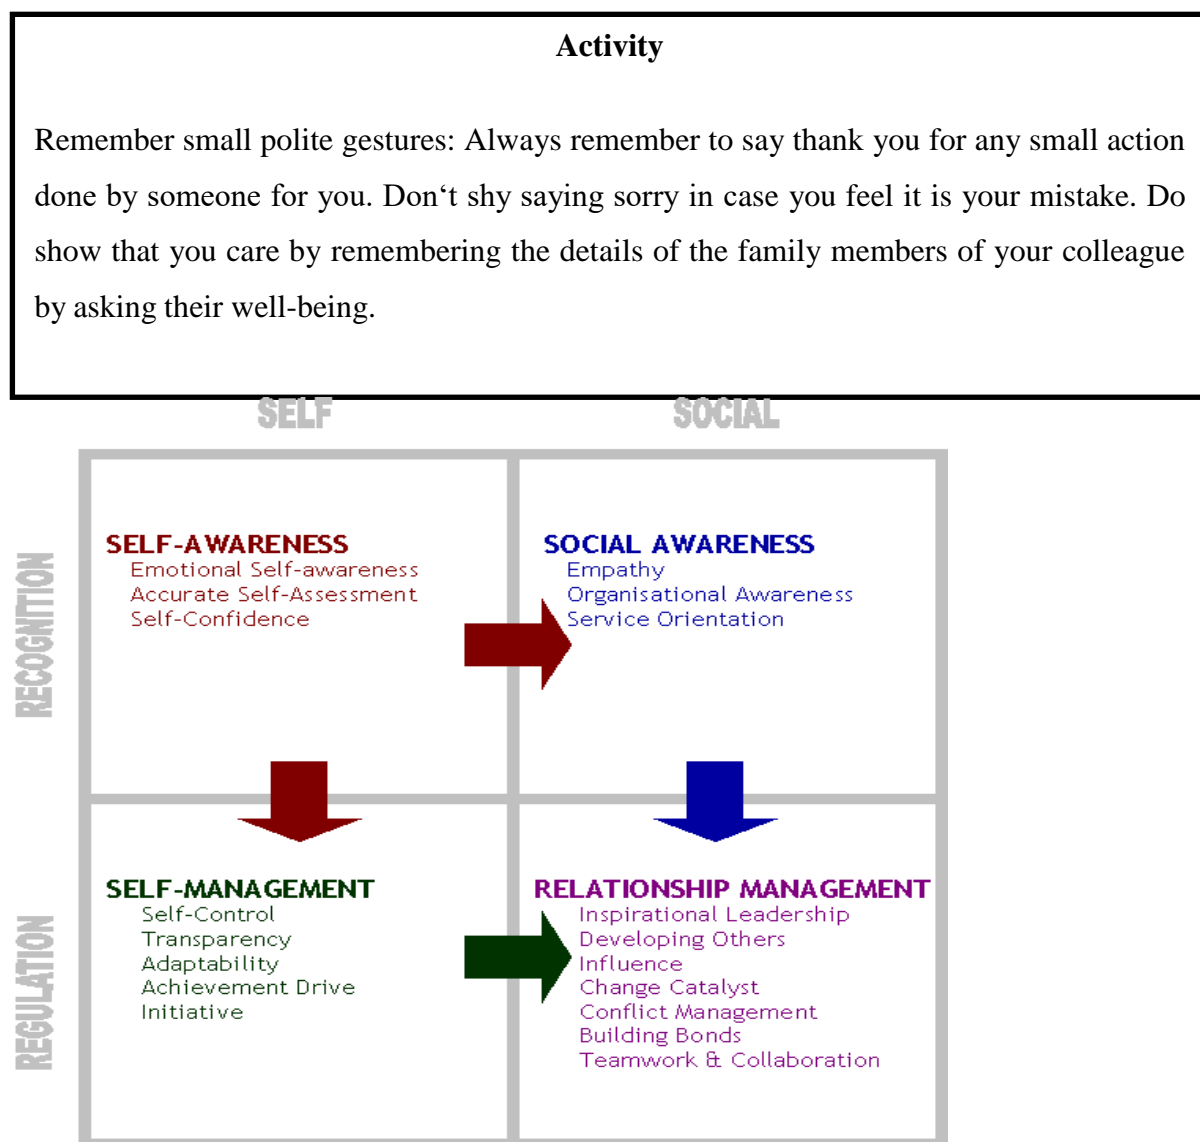 Activity
Remember small polite gestures: Always remember to say thank you for any small action
done by someone for you. Don‘t shy saying sorry in case you feel it is your mistake. Do
show that you care by remembering the details of the family members of your colleague
by asking their well-being.
SELF
SOCIAL
RECOGNITION
SELF-AWARENESS
Emotional Self-awareness
Accurate Self-Assessment
Self-Confidence
SOCIAL AWARENESS
Empathy
Organisational Awareness
Service Orientation
REGULATION
SELF-MANAGEMENT
Self-Control
Transparency
Adaptability
Achievement Drive
Initiative
RELATIONSHIP MANAGEMENT
Inspirational Leadership
Developing Others
Influence
Change Catalyst
Conflict Management
Building Bonds
Teamwork & Collaboration